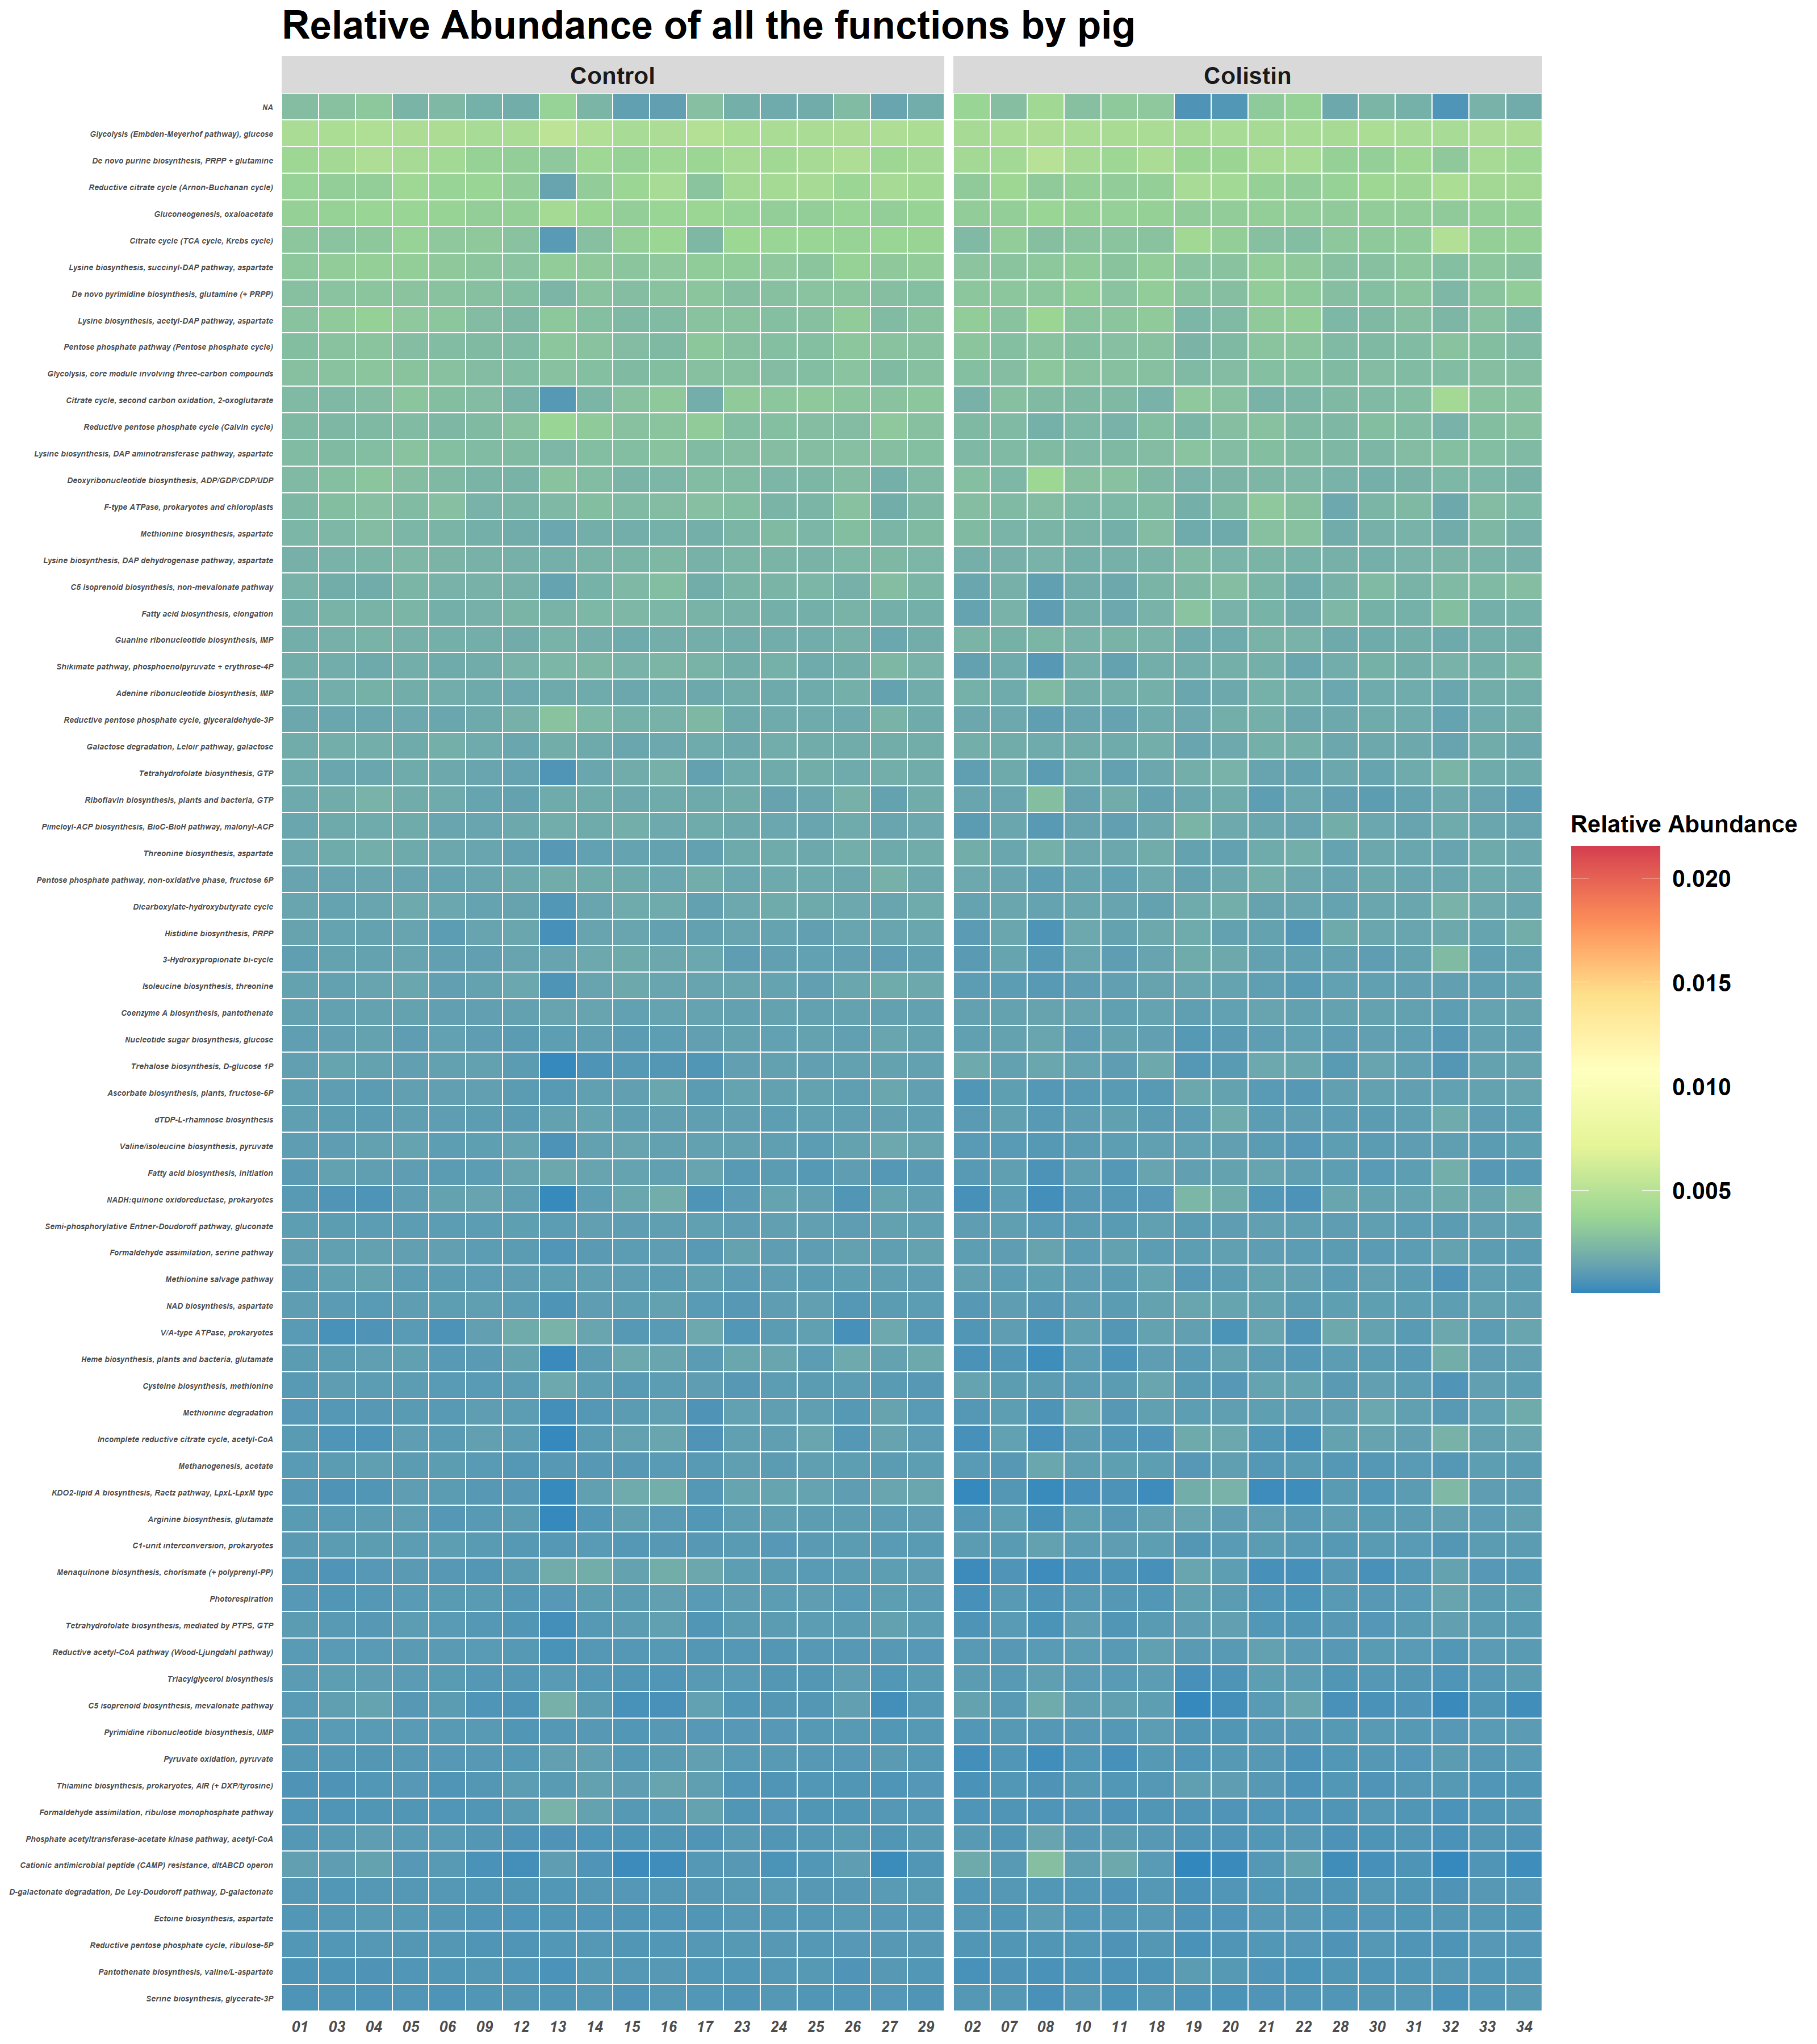 Relative Abundance of all the functions by pig
Control
Colistin
NA
Glycolysis (Embden-Meyerhof pathway), glucose
De novo purine biosynthesis, PRPP + glutamine
Reductive citrate cycle (Arnon-Buchanan cycle)
Gluconeogenesis, oxaloacetate
Citrate cycle (TCA cycle, Krebs cycle)
Lysine biosynthesis, succinyl-DAP pathway, aspartate
De novo pyrimidine biosynthesis, glutamine (+ PRPP)
Lysine biosynthesis, acetyl-DAP pathway, aspartate
Pentose phosphate pathway (Pentose phosphate cycle)
Glycolysis, core module involving three-carbon compounds
Citrate cycle, second carbon oxidation, 2-oxoglutarate
Reductive pentose phosphate cycle (Calvin cycle)
Lysine biosynthesis, DAP aminotransferase pathway, aspartate
Deoxyribonucleotide biosynthesis, ADP/GDP/CDP/UDP
F-type ATPase, prokaryotes and chloroplasts
Methionine biosynthesis, aspartate
Lysine biosynthesis, DAP dehydrogenase pathway, aspartate
C5 isoprenoid biosynthesis, non-mevalonate pathway
Fatty acid biosynthesis, elongation
Guanine ribonucleotide biosynthesis, IMP
Shikimate pathway, phosphoenolpyruvate + erythrose-4P
Adenine ribonucleotide biosynthesis, IMP
Reductive pentose phosphate cycle, glyceraldehyde-3P
Galactose degradation, Leloir pathway, galactose
Tetrahydrofolate biosynthesis, GTP
Riboflavin biosynthesis, plants and bacteria, GTP
Pimeloyl-ACP biosynthesis, BioC-BioH pathway, malonyl-ACP
Threonine biosynthesis, aspartate
Pentose phosphate pathway, non-oxidative phase, fructose 6P
Dicarboxylate-hydroxybutyrate cycle
Histidine biosynthesis, PRPP
3-Hydroxypropionate bi-cycle
Isoleucine biosynthesis, threonine
Coenzyme A biosynthesis, pantothenate
Nucleotide sugar biosynthesis, glucose
Trehalose biosynthesis, D-glucose 1P
Ascorbate biosynthesis, plants, fructose-6P
dTDP-L-rhamnose biosynthesis
Valine/isoleucine biosynthesis, pyruvate
Fatty acid biosynthesis, initiation
NADH:quinone oxidoreductase, prokaryotes
Semi-phosphorylative Entner-Doudoroff pathway, gluconate
Formaldehyde assimilation, serine pathway
Methionine salvage pathway
NAD biosynthesis, aspartate
V/A-type ATPase, prokaryotes
Heme biosynthesis, plants and bacteria, glutamate
Cysteine biosynthesis, methionine
Methionine degradation
Incomplete reductive citrate cycle, acetyl-CoA
Methanogenesis, acetate
KDO2-lipid A biosynthesis, Raetz pathway, LpxL-LpxM type
Arginine biosynthesis, glutamate
C1-unit interconversion, prokaryotes
Menaquinone biosynthesis, chorismate (+ polyprenyl-PP)
Photorespiration
Tetrahydrofolate biosynthesis, mediated by PTPS, GTP
Reductive acetyl-CoA pathway (Wood-Ljungdahl pathway)
Triacylglycerol biosynthesis
C5 isoprenoid biosynthesis, mevalonate pathway
Pyrimidine ribonucleotide biosynthesis, UMP
Pyruvate oxidation, pyruvate
Thiamine biosynthesis, prokaryotes, AIR (+ DXP/tyrosine)
Formaldehyde assimilation, ribulose monophosphate pathway
Phosphate acetyltransferase-acetate kinase pathway, acetyl-CoA
Cationic antimicrobial peptide (CAMP) resistance, dltABCD operon
D-galactonate degradation, De Ley-Doudoroff pathway, D-galactonate
Ectoine biosynthesis, aspartate
Reductive pentose phosphate cycle, ribulose-5P
Pantothenate biosynthesis, valine/L-aspartate
Serine biosynthesis, glycerate-3P
01 03 04 05 06 09 12 13 14 15 16 17 23 24 25 26 27 29
02 07 08 10 11 18 19 20 21 22 28 30 31 32 33 34
Relative Abundance
0.020
0.015
0.010
0.005